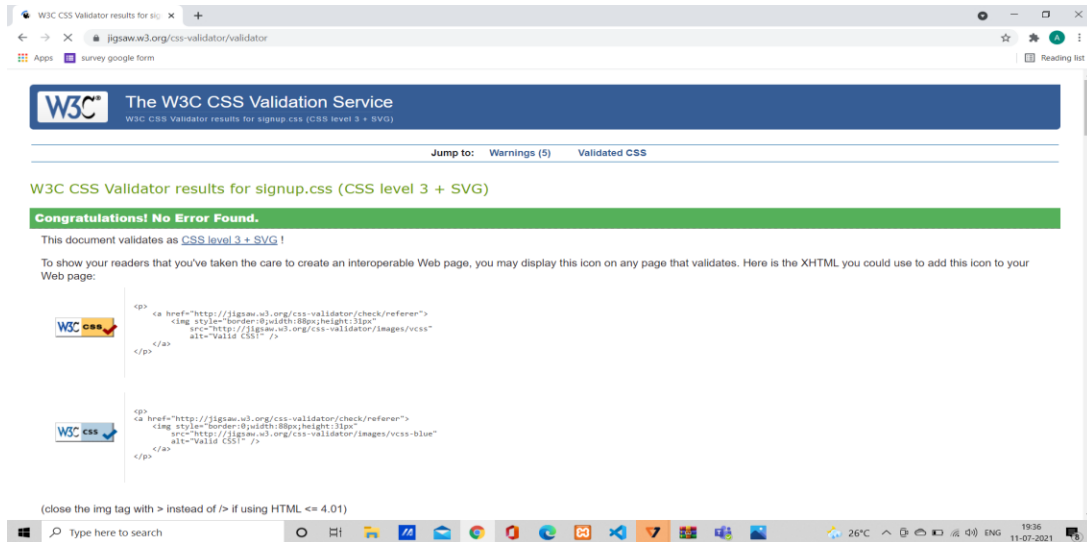 W3C CSS Validator results for sig
jigsaw.w3.org/css-validator/validator
A
Apps survey google form Reading list
W3C®
The W3C CSS Validation Service
W3C CSS Validator results for signup.css (CSS level 3 + SVG)
Jump to: Warnings (5) Validated CSS
W3C CSS Validator results for signup.css (CSS level 3 + SVG)
Congratulations! No Error Found.
This document validates as CSS level 3 + SVG !
To show your readers that you've taken the care to create an interoperable Web page, you may display this icon on any page that validates. Here is the XHTML you could use to add this icon to your
Web page:
W3C css
<p>
<a href="http://jigsaw.w3.org/css-validator/check/referer">
<img style="border:0;width:88px;height:31px"
src="http://jigsaw.w3.org/css-validator/images/vcss"
alt="Valid CSS!" />
</a>
</p>
W3C css
<p>
<a href="http://jigsaw.w3.org/css-validator/check/referer">
<img style="border:0;width:88px;height:31px"
src="http://jigsaw.w3.org/css-validator/images/vcss-blue"
alt="Valid CSS!" />
</a>
</p>
(close the img tag with > instead of /> if using HTML <= 4.01)
Type here to search
26°C ENG
19:36
11-07-2021